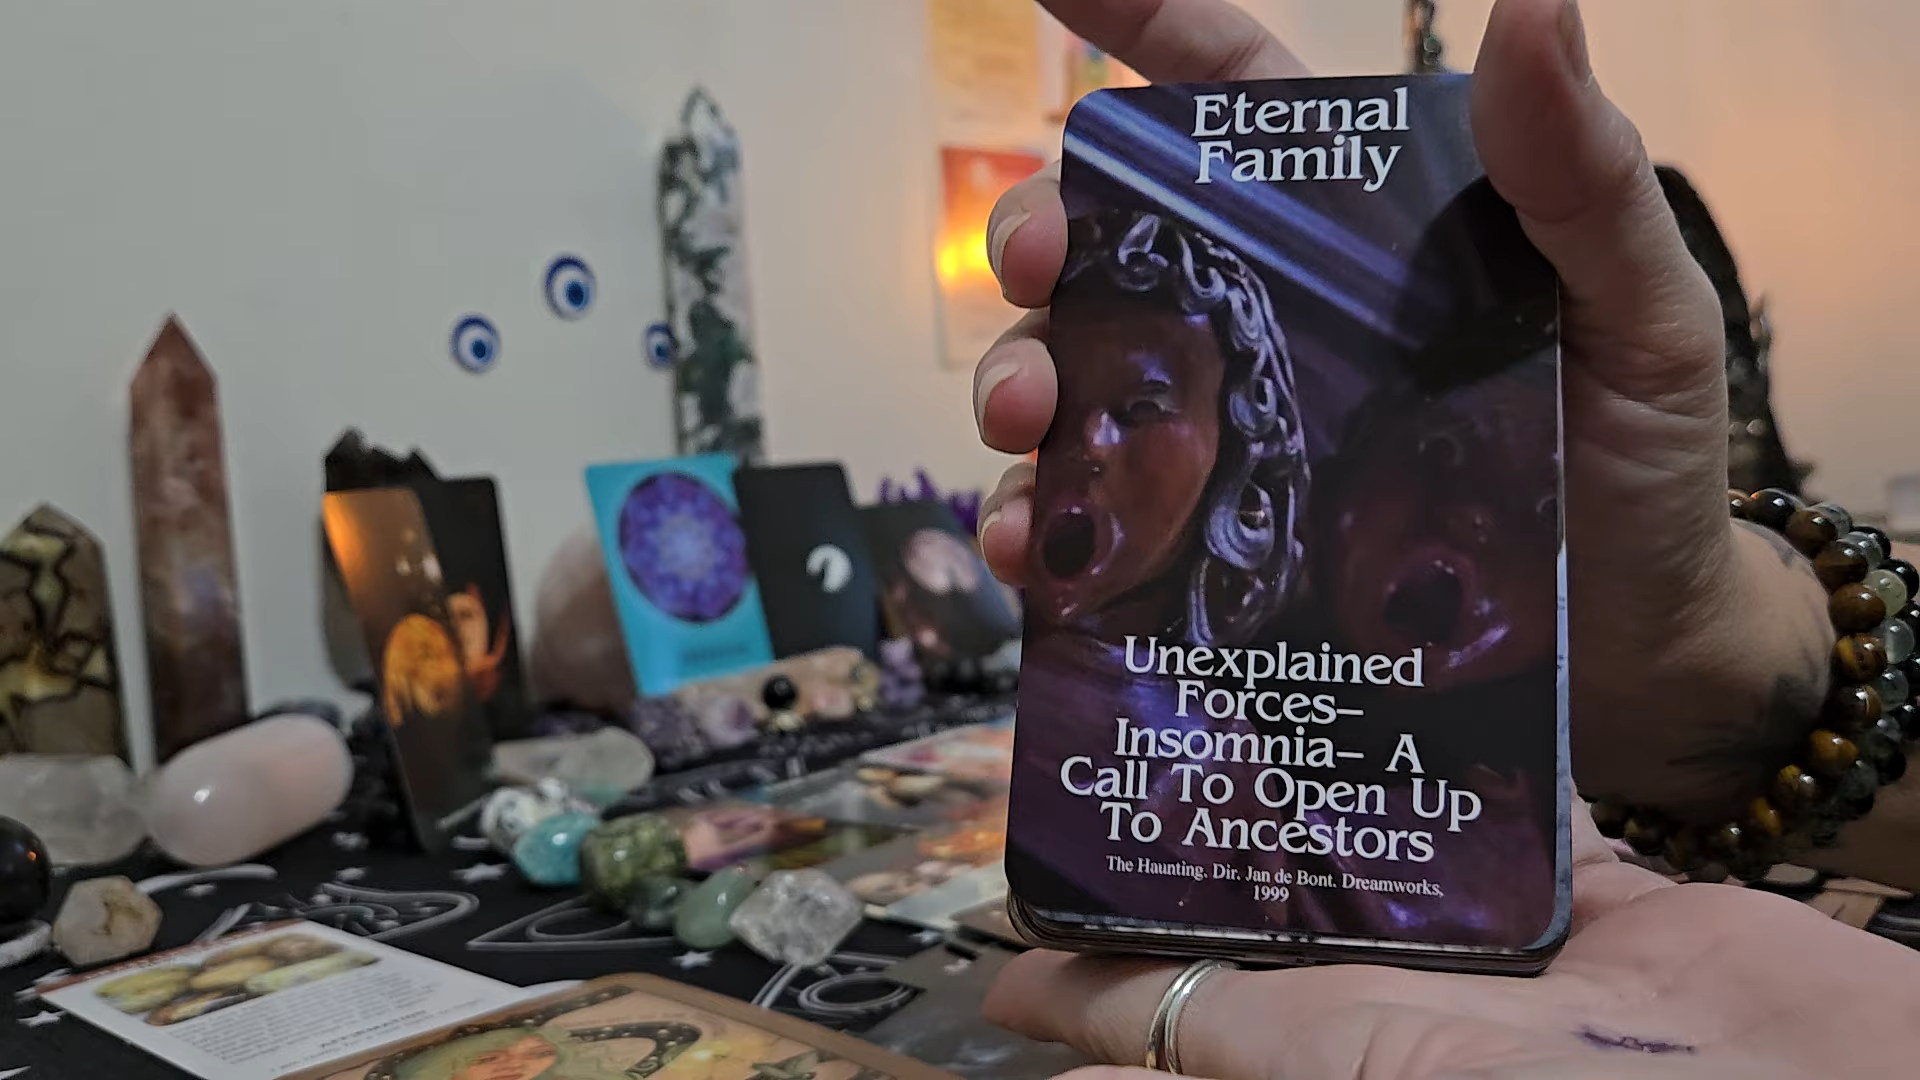 Eternal
Family
Unexplained
Forces–
Insomnia– A
Call To Open Up
To Ancestors
The Haunting. Dir. Jan de Bont. Dreamworks,
1999